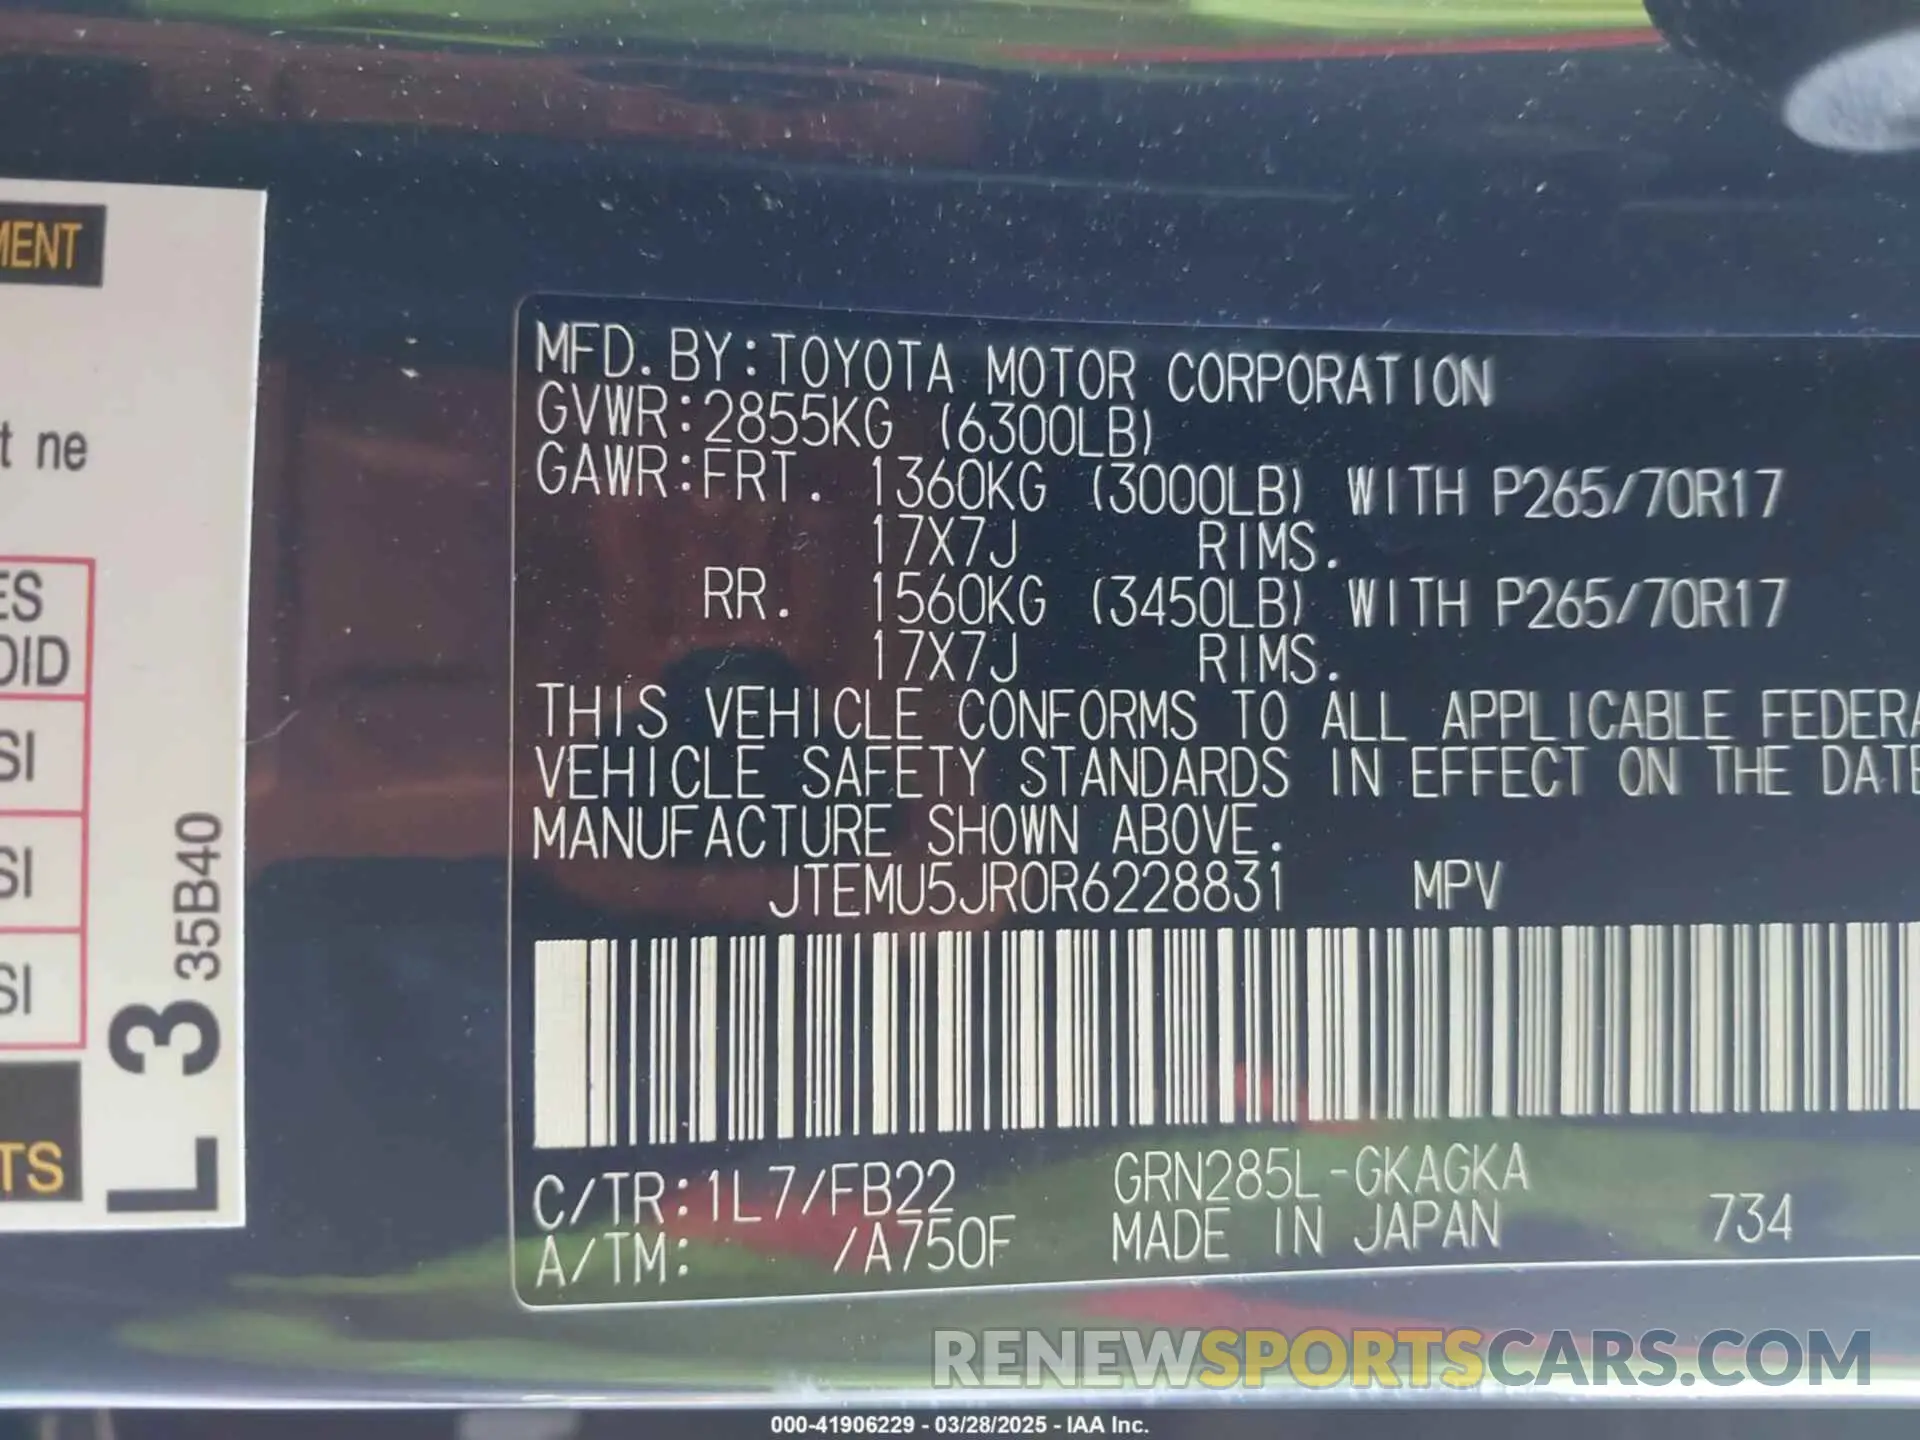 MENT
t ne
ES
OID
SI
SI
SI
TS
L 3 35B40
MFD. BY:TOYOTA MOTOR CORPORATION
GVWR:2855KG (6300LB)
GAWR:FRT. 1360KG (3000LB) WITH P265/70R17
17X7J RIMS.
RR. 1560KG (3450LB) WITH P265/70R17
17X7J RIMS.
THIS VEHICLE CONFORMS TO ALL APPLICABLE FEDERA
VEHICLE SAFETY STANDARDS IN EFFECT ON THE DATE
MANUFACTURE SHOWN ABOVE.
JTEMU5JR0R6228831 MPV
C/TR:1L7/FB22 GRN285L-GKAGKA
A/TM: /A750F MADE IN JAPAN 734
RENEWSPORTSCARS.COM
000-41906229 - 03/28/2025 - IAA Inc.